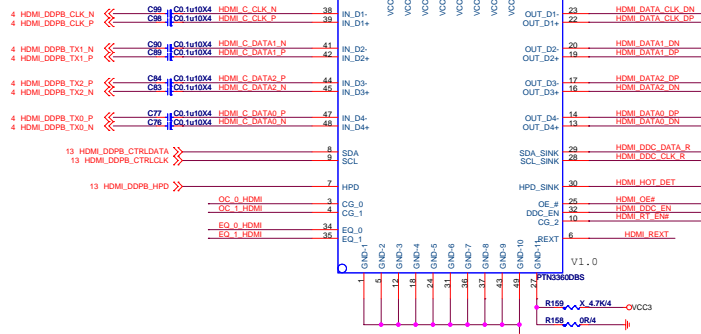 VCC VCC VCC VCC VCC VCC VCC VCC
4 HDMI_DDPB_CLK_N C99 C0.1u10X4 HDMI_C_CLK_N 38 IN_D1- OUT_D1- 23 HDMI_DATA_CLK_DN
4 HDMI_DDPB_CLK_P C98 C0.1u10X4 HDMI_C_CLK_P 39 IN_D1+ OUT_D1+ 22 HDMI_DATA_CLK_DP
4 HDMI_DDPB_TX1_N C90 C0.1u10X4 HDMI_C_DATA1_N 41 IN_D2- OUT_D2- 20 HDMI_DATA1_DN
4 HDMI_DDPB_TX1_P C89 C0.1u10X4 HDMI_C_DATA1_P 42 IN_D2+ OUT_D2+ 19 HDMI_DATA1_DP
4 HDMI_DDPB_TX2_P C84 C0.1u10X4 HDMI_C_DATA2_P 44 IN_D3- OUT_D3- 17 HDMI_DATA2_DP
4 HDMI_DDPB_TX2_N C83 C0.1u10X4 HDMI_C_DATA2_N 45 IN_D3+ OUT_D3+ 16 HDMI_DATA2_DN
4 HDMI_DDPB_TX0_P C77 C0.1u10X4 HDMI_C_DATA0_P 47 IN_D4- OUT_D4- 14 HDMI_DATA0_DP
4 HDMI_DDPB_TX0_N C76 C0.1u10X4 HDMI_C_DATA0_N 48 IN_D4+ OUT_D4+ 13 HDMI_DATA0_DN
13 HDMI_DDPB_CTRLDATA 8 SDA SDA_SINK 29 HDMI_DDC_DATA_R
13 HDMI_DDPB_CTRLCLK 9 SCL SCL_SINK 28 HDMI_DDC_CLK_R
13 HDMI_DDPB_HPD 7 HPD HPD_SINK 30 HDMI_HOT_DET
OC_0_HDMI 3 CG_0 OE_# 25 HDMI_OE#
OC_1_HDMI 4 CG_1 DDC_EN 32 HDMI_DDC_EN
CG_2 10 HDMI_RT_EN#
EQ_0_HDMI 34 EQ_0
EQ_1_HDMI 35 EQ_1 REXT 6 HDMI_REXT
GND-1 GND-2 GND-3 GND-4 GND-5 GND-6 GND-7 GND-8 GND-9 GND-10 GND-11
V1.0
PTN3360DBS
1 5 12 18 24 31 36 37 43 49 27
R159 X_4.7K/4 VCC3
R158 0R/4